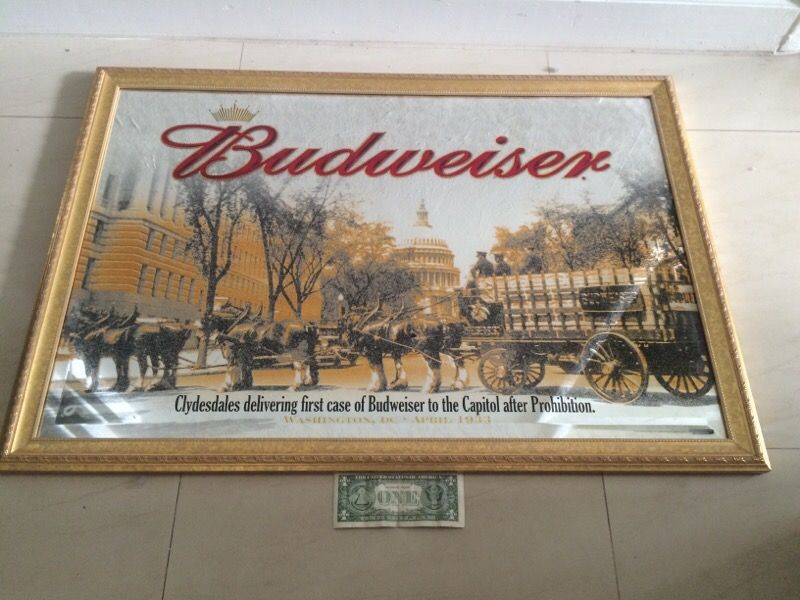 Budweiser
Clydesdales delivering first case of Budweiser to the Capitol after Prohibition.
WASHINGTON, DC • APRIL 1933
THE UNITED STATES OF AMERICA
ONE